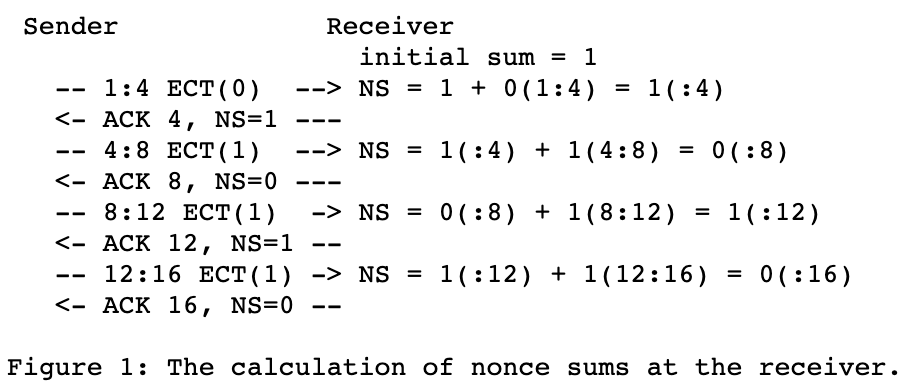 Sender             Receiver
initial sum = 1
-- 1:4 ECT(0)  --> NS = 1 + 0(1:4) = 1(:4)
<- ACK 4, NS=1 ---
-- 4:8 ECT(1)  --> NS = 1(:4) + 1(4:8) = 0(:8)
<- ACK 8, NS=0 ---
-- 8:12 ECT(1)  -> NS = 0(:8) + 1(8:12) = 1(:12)
<- ACK 12, NS=1 --
-- 12:16 ECT(1) -> NS = 1(:12) + 1(12:16) = 0(:16)
<- ACK 16, NS=0 --
Figure 1: The calculation of nonce sums at the receiver.